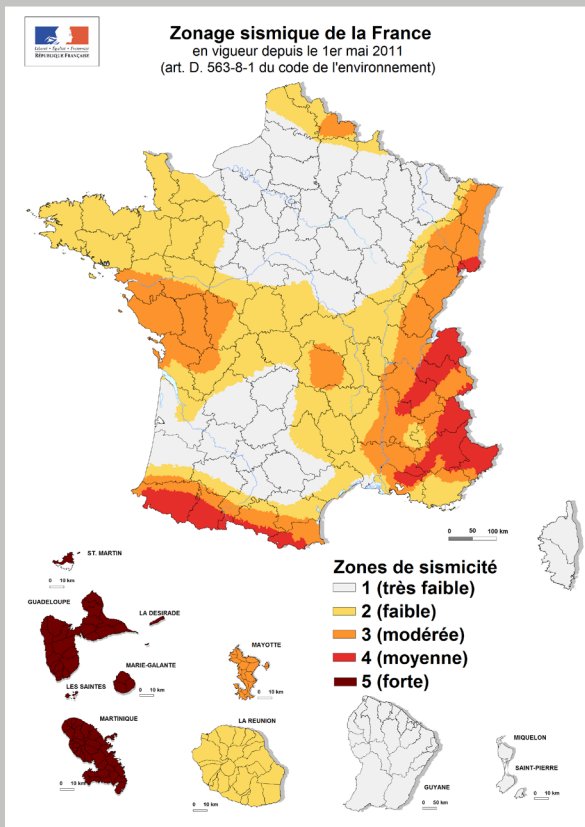 Liberté • Égalité • Fraternité
RÉPUBLIQUE FRANÇAISE
Zonage sismique de la France
en vigueur depuis le 1er mai 2011
(art. D. 563-8-1 du code de l'environnement)
0 50 100 km
ST. MARTIN
0 10 km
GUADELOUPE
LA DESIRADE
MARIE-GALANTE
LES SAINTES
0 10 km
MARTINIQUE
0 10 km
MAYOTTE
0 10 km
LA REUNION
0 10 km
Zones de sismicité
1 (très faible)
2 (faible)
3 (modérée)
4 (moyenne)
5 (forte)
GUYANE
0 50 km
MIQUELON
SAINT-PIERRE
0 10 km